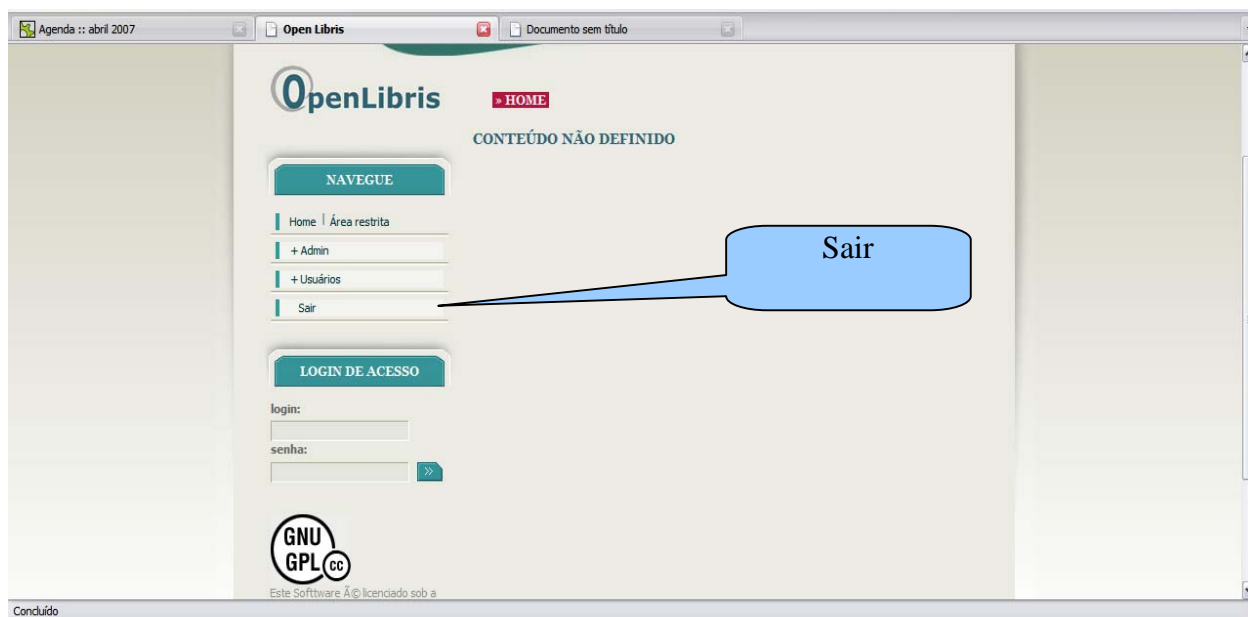 Agenda :: abril 2007
Open Libris
Documento sem título
OpenLibris
» HOME
CONTEÚDO NÃO DEFINIDO
NAVEGUE
Home | Área restrita
+ Admin
+ Usuários
Sair
Sair
LOGIN DE ACESSO
login:
senha:
»
GNU
GPL cc
Este Softtware Ã© licenciado sob a
Concluído